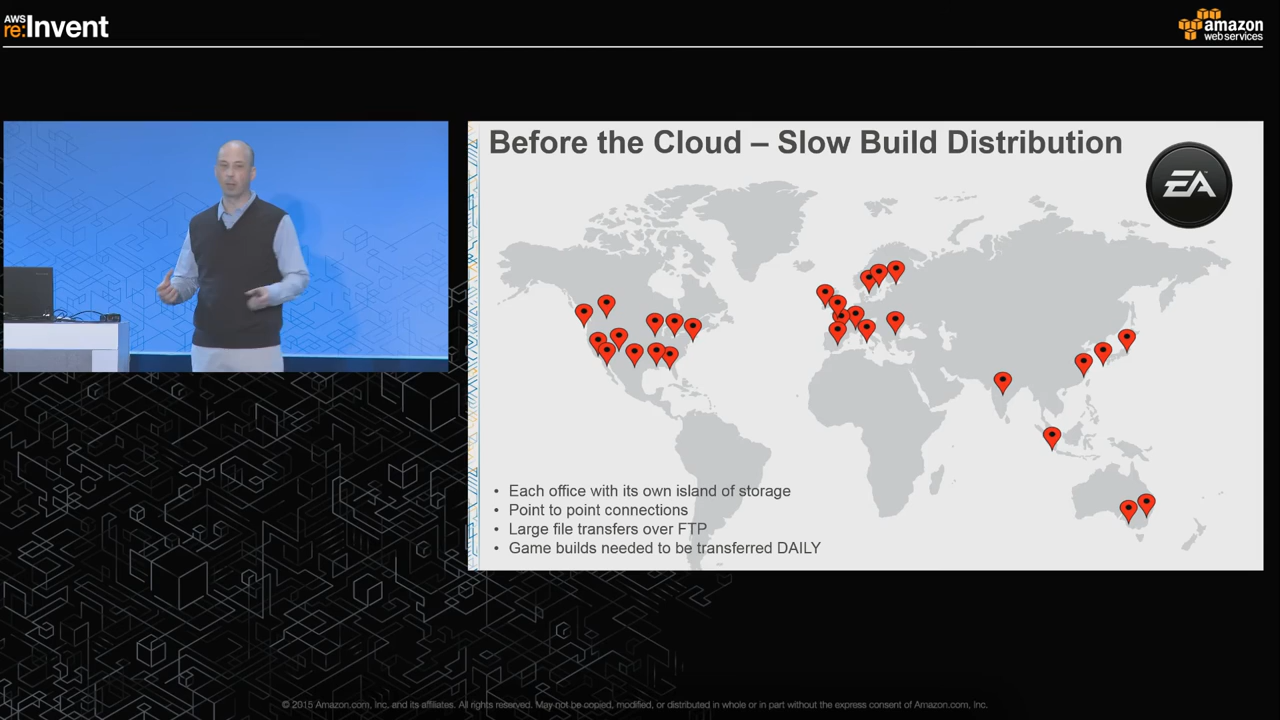 AWS
re:Invent
amazon
web services
Before the Cloud – Slow Build Distribution
EA
• Each office with its own island of storage
• Point to point connections
• Large file transfers over FTP
• Game builds needed to be transferred DAILY
© 2015 Amazon.com, Inc. and its affiliates. All rights reserved. May not be copied, modified, or distributed in whole or in part without the express consent of Amazon.com, Inc.